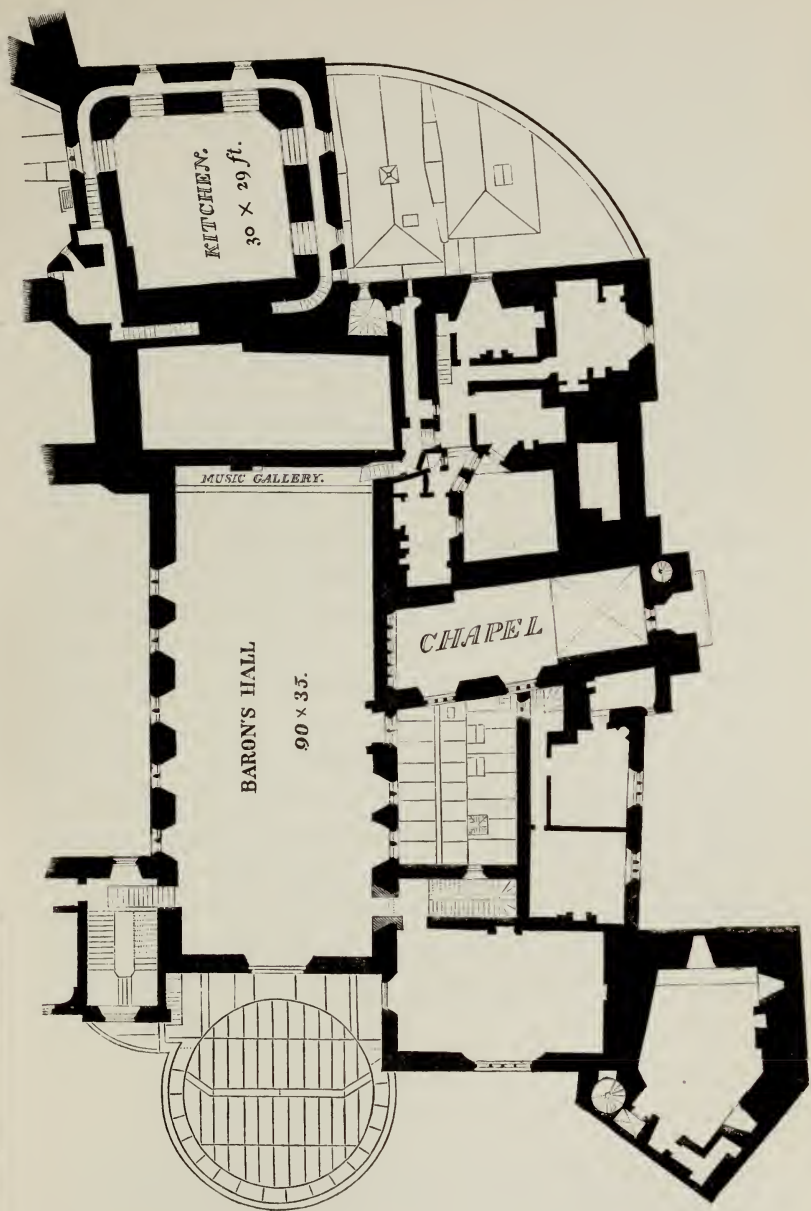 KITCHEN.
30 × 29 ft.
MUSIC GALLERY.
CHAPEL
BARON'S HALL
90 × 35.